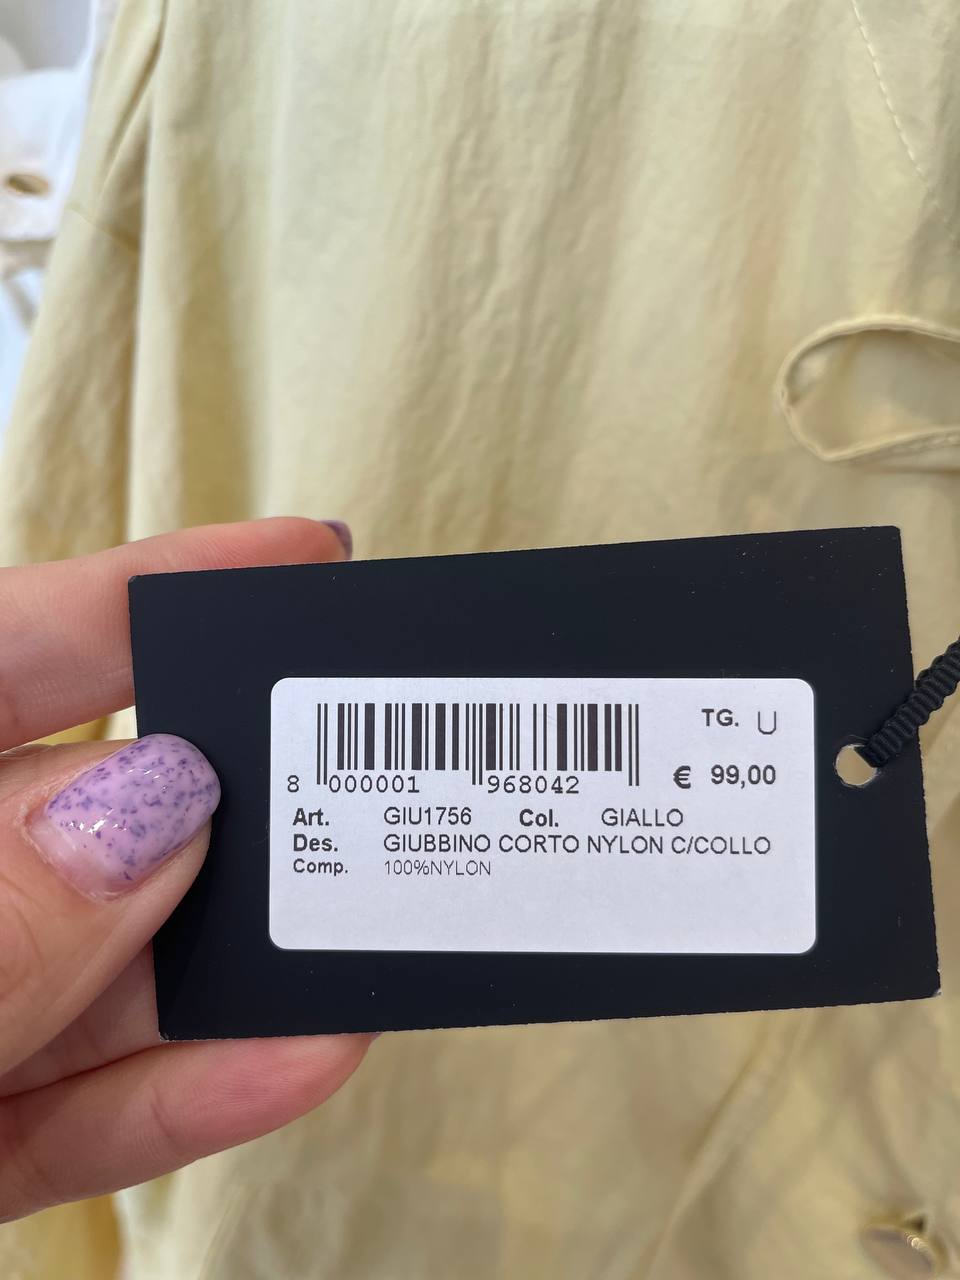 TG. U
8 000001 968042
€ 99,00
Art. GIU1756 Col. GIALLO
Des. GIUBBINO CORTO NYLON C/COLLO
Comp. 100%NYLON